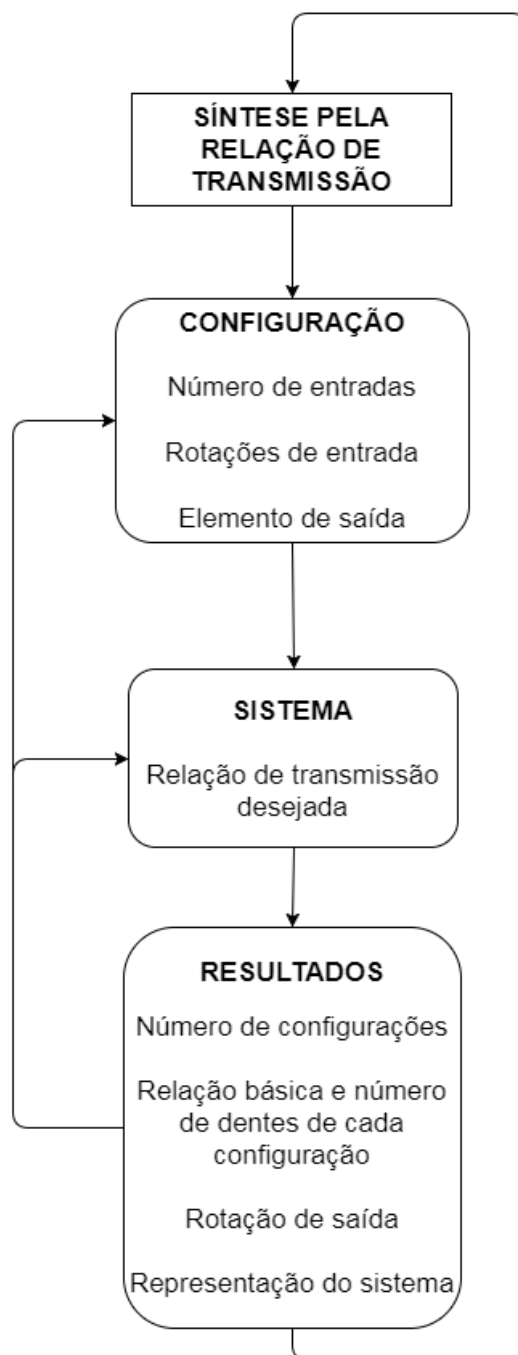 SÍNTESE PELA
RELAÇÃO DE
TRANSMISSÃO
CONFIGURAÇÃO
Número de entradas
Rotações de entrada
Elemento de saída
SISTEMA
Relação de transmissão
desejada
RESULTADOS
Número de configurações
Relação básica e número
de dentes de cada
configuração
Rotação de saída
Representação do sistema